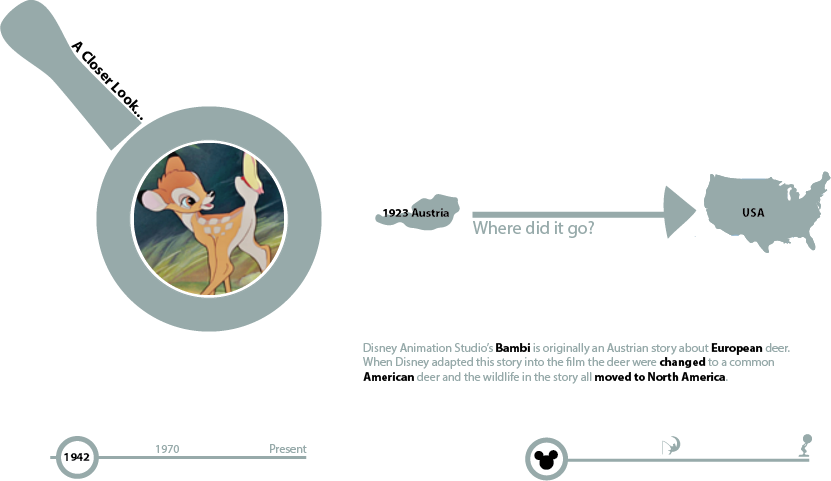 A Closer Look...
1923 Austria
USA
Where did it go?
Disney Animation Studio's Bambi is originally an Austrian story about European deer.
When Disney adapted this story into the film the deer were changed to a common
American deer and the wildlife in the story all moved to North America.
1942
1970
Present